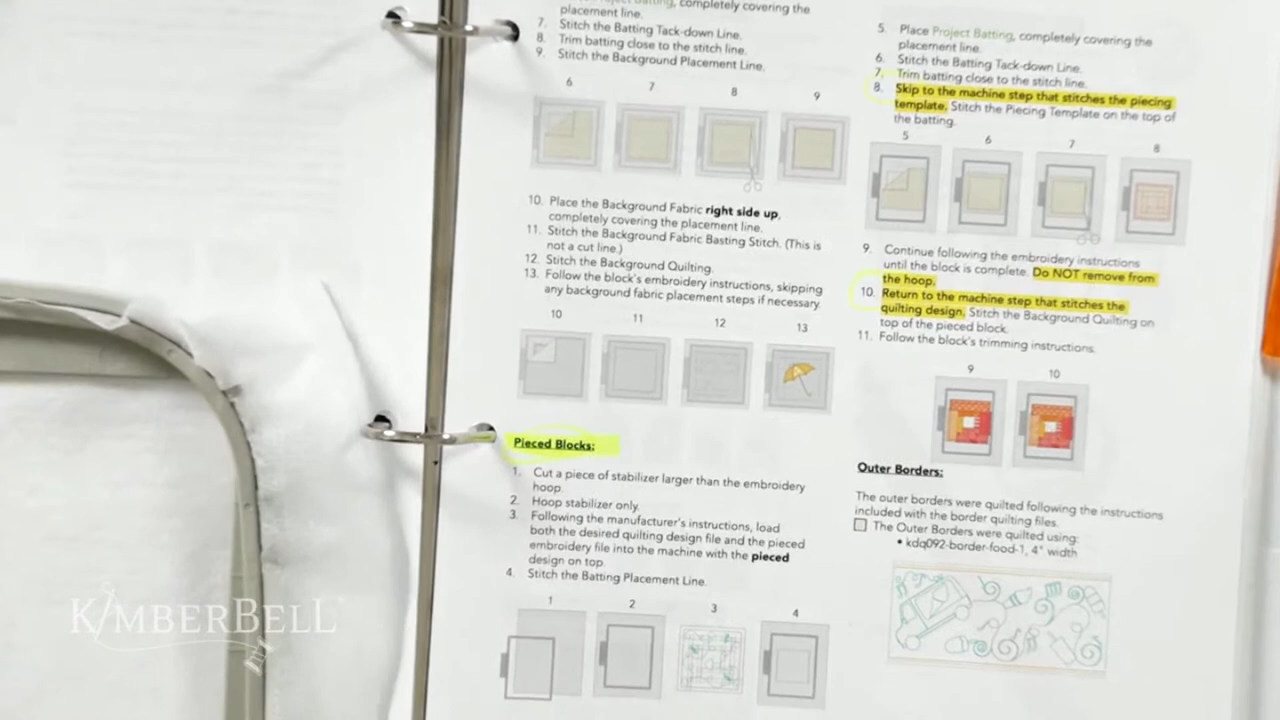 Project Batting, completely covering the
placement line.
7. Stitch the Batting Tack-down Line.
8. Trim batting close to the stitch line.
9. Stitch the Background Placement Line.
6 7 8 9
10. Place the Background Fabric right side up,
completely covering the placement line.
11. Stitch the Background Fabric Basting Stitch. (This is
not a cut line.)
12. Stitch the Background Quilting.
13. Follow the block's embroidery instructions, skipping
any background fabric placement steps if necessary.
10 11 12 13
Pieced Blocks:
1. Cut a piece of stabilizer larger than the embroidery
hoop.
2. Hoop stabilizer only.
3. Following the manufacturer's instructions, load
both the desired quilting design file and the pieced
embroidery file into the machine with the pieced
design on top.
4. Stitch the Batting Placement Line.
1 2 3 4
5. Place Project Batting, completely covering the
placement line.
6. Stitch the Batting Tack-down Line.
7. Trim batting close to the stitch line.
8. Skip to the machine step that stitches the piecing
template. Stitch the Piecing Template on the top of
the batting.
5 6 7 8
9. Continue following the embroidery instructions
until the block is complete. Do NOT remove from
the hoop.
10. Return to the machine step that stitches the
quilting design. Stitch the Background Quilting on
top of the pieced block.
11. Follow the block's trimming instructions.
9 10
Outer Borders:
The outer borders were quilted following the instructions
included with the border quilting files.
The Outer Borders were quilted using:
• kdq092-border-food-1, 4" width
KIMBERBELL